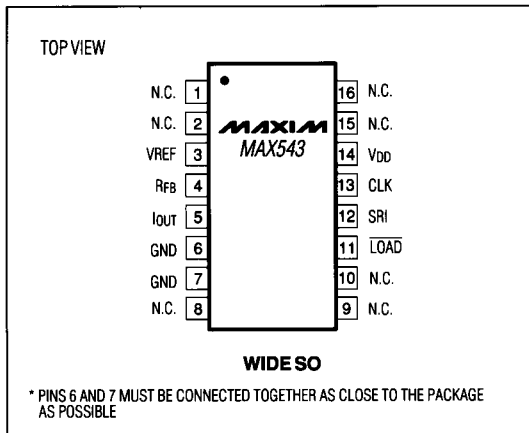 TOP VIEW
N.C. 1
16 N.C.
N.C. 2
MAXIM
15 N.C.
VREF 3
MAX543
14 VDD
RFB 4
13 CLK
IOUT 5
12 SRI
GND 6
11 LOAD
GND 7
10 N.C.
N.C. 8
9 N.C.
WIDE SO
* PINS 6 AND 7 MUST BE CONNECTED TOGETHER AS CLOSE TO THE PACKAGE
AS POSSIBLE